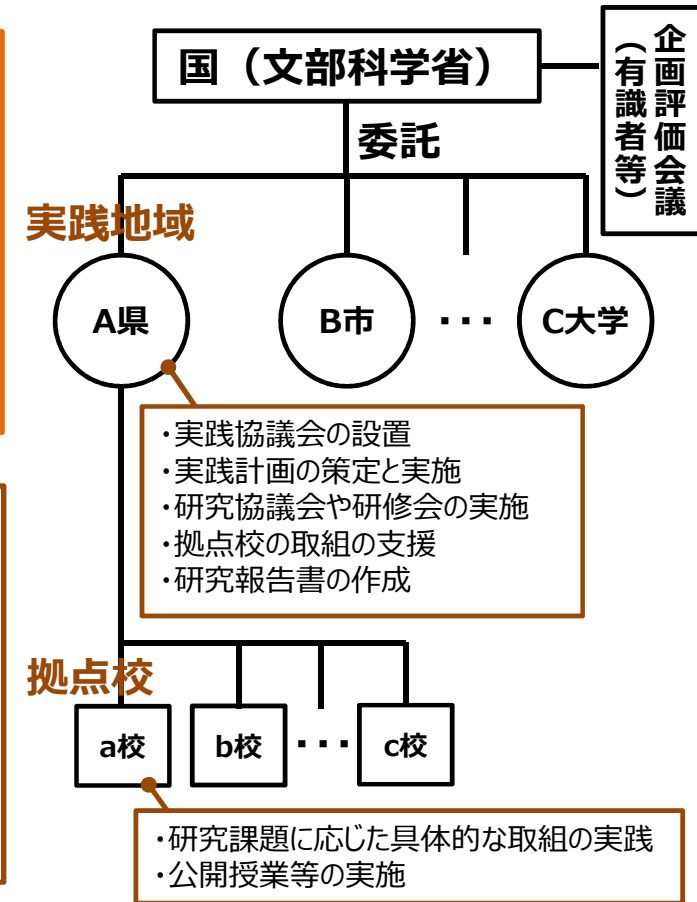 国（文部科学省）
企画評価会議
（有識者等）
委託
実践地域
A県
B市
・・・
C大学
・実践協議会の設置
・実践計画の策定と実施
・研究協議会や研修会の実施
・拠点校の取組の支援
・研究報告書の作成
拠点校
a校
b校
・・・
c校
・研究課題に応じた具体的な取組の実践
・公開授業等の実施